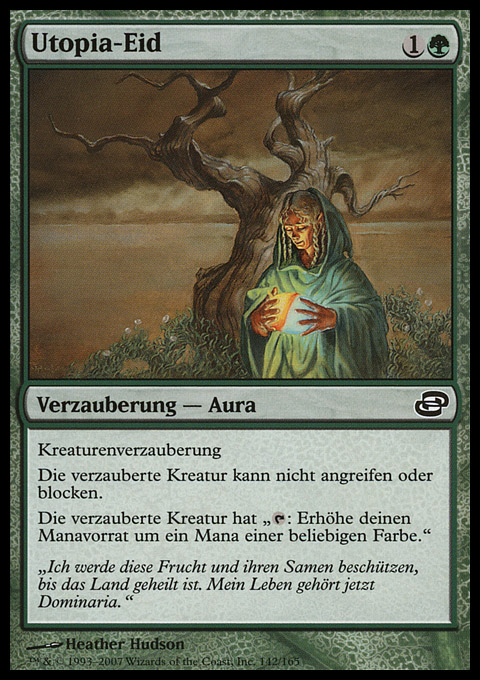 Utopia-Eid
1
Verzauberung — Aura
Kreaturenverzauberung
Die verzauberte Kreatur kann nicht angreifen oder
blocken.
Die verzauberte Kreatur hat „: Erhöhe deinen
Manavorrat um ein Mana einer beliebigen Farbe.“
„Ich werde diese Frucht und ihren Samen beschützen,
bis das Land geheilt ist. Mein Leben gehört jetzt
Dominaria.“
Heather Hudson
™ & © 1993–2007 Wizards of the Coast, Inc. 142/165